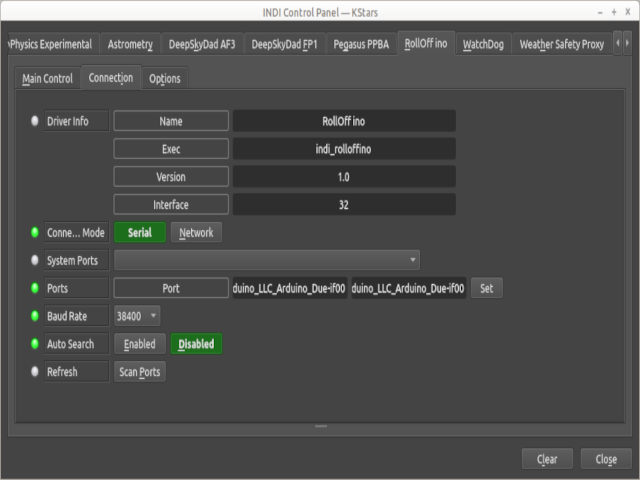 INDI Control Panel — KStars
Physics Experimental Astrometry DeepSkyDad AF3 DeepSkyDad FP1 Pegasus PPBA RollOff ino WatchDog Weather Safety Proxy
Main Control Connection Options
Driver Info Name RollOff ino
Exec indi_rolloffino
Version 1.0
Interface 32
Conne... Mode Serial Network
System Ports
Ports Port duino_LLC_Arduino_Due-if00 duino_LLC_Arduino_Due-if00 Set
Baud Rate 38400
Auto Search Enabled Disabled
Refresh Scan Ports
Clear Close